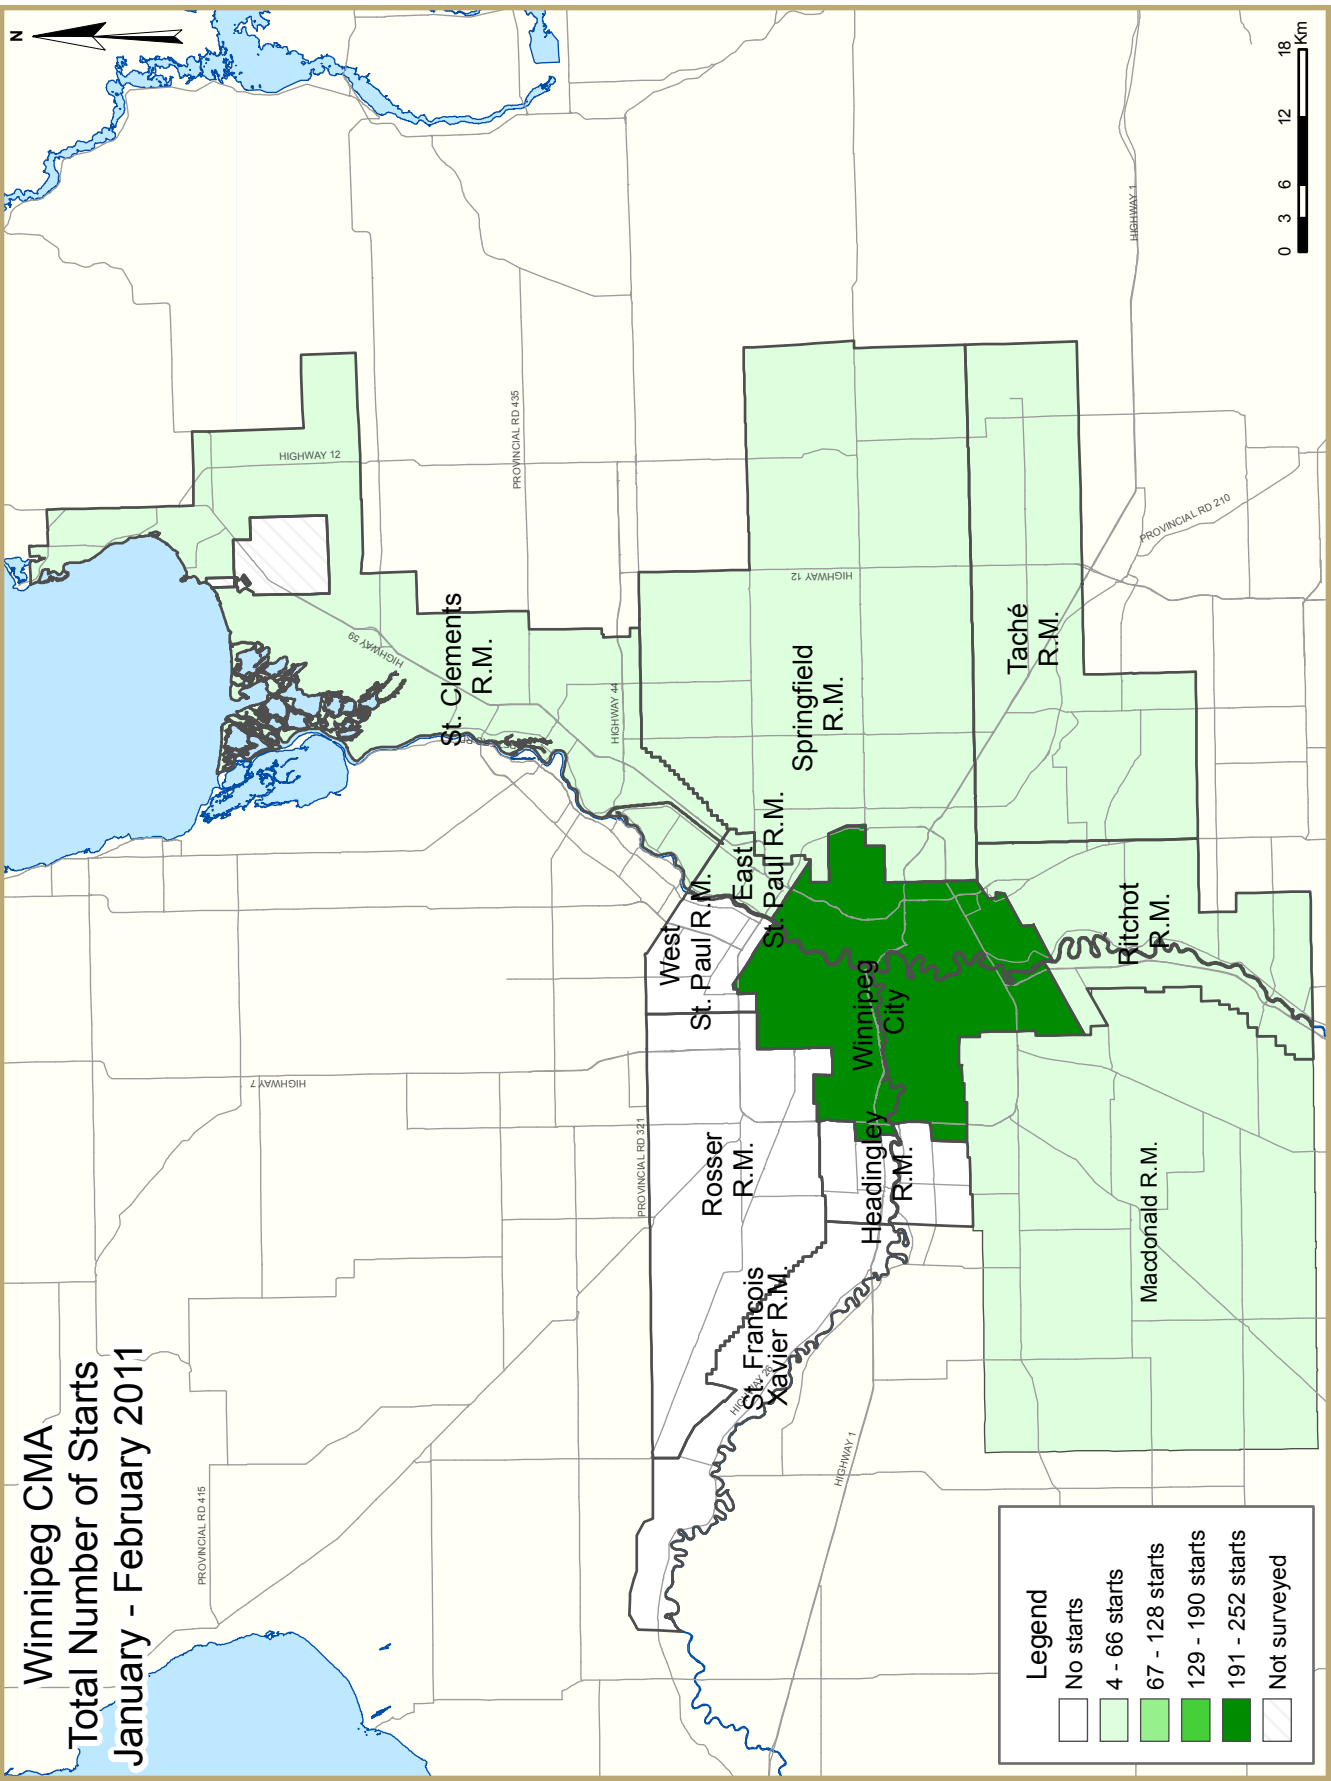 Winnipeg CMA
Total Number of Starts
January - February 2011
N
0 3 6 12 18
Km
PROVINCIAL RD 415
HIGHWAY 7
PROVINCIAL RD 321
HIGHWAY 59
HIGHWAY 12
PROVINCIAL RD 435
HIGHWAY 44
HIGHWAY 12
HIGHWAY 1
PROVINCIAL RD 210
HIGHWAY 26
HIGHWAY 1
St. Clements
R.M.
Springfield
R.M.
Taché
R.M.
East
St. Paul R.M.
West
St. Paul R.M.
Ritchot
R.M.
Winnipeg
City
Rosser
R.M.
Headingley
R.M.
St. François
Xavier R.M.
Macdonald R.M.
Legend
No starts
4 - 66 starts
67 - 128 starts
129 - 190 starts
191 - 252 starts
Not surveyed